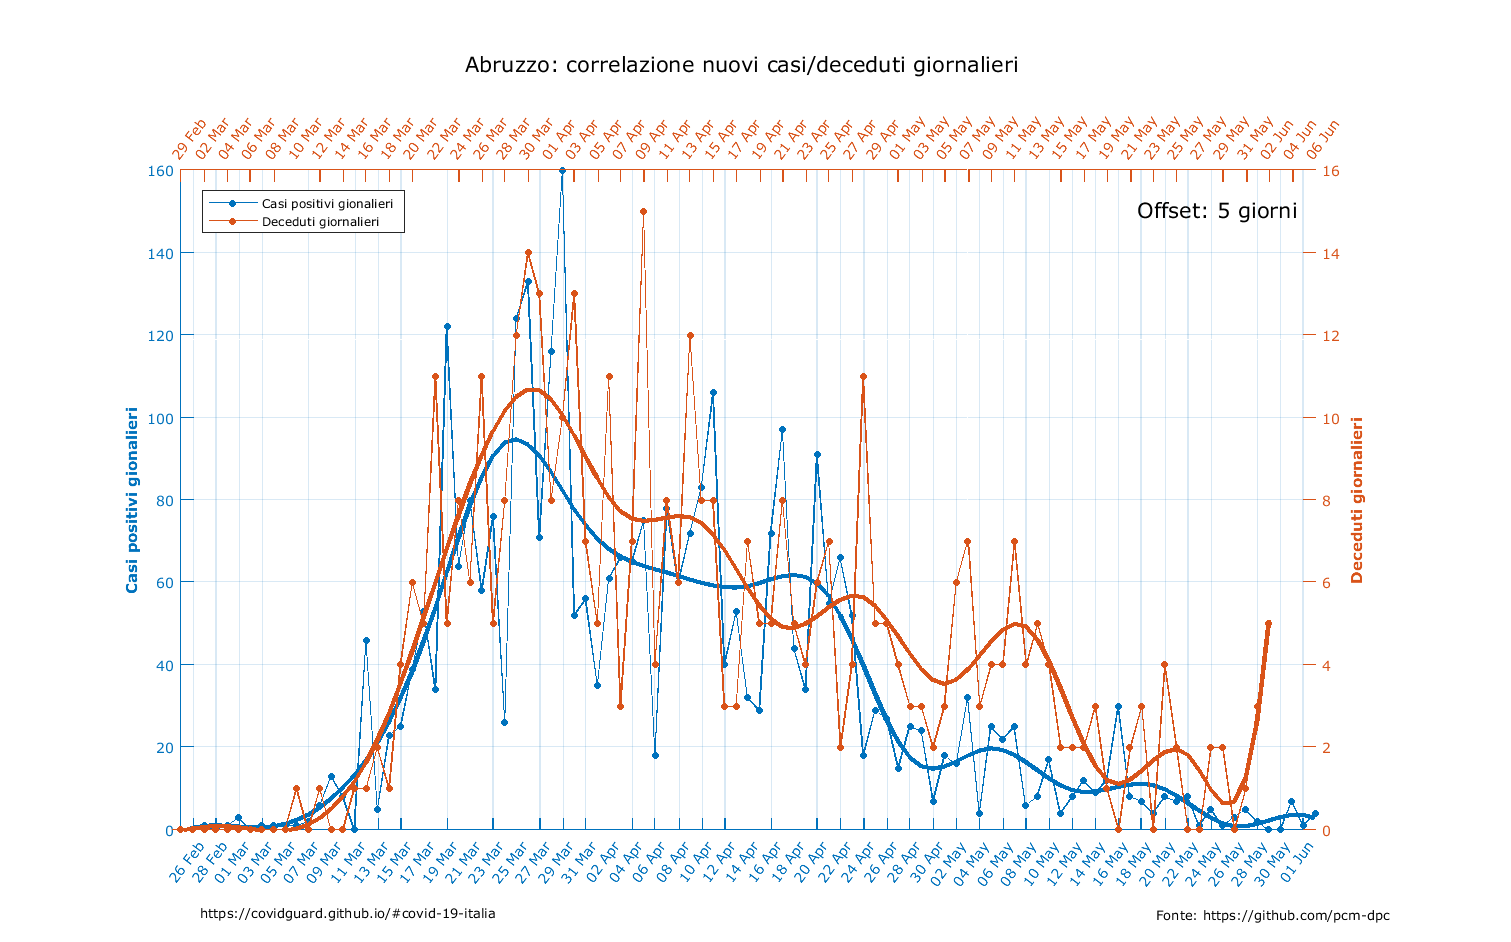 Abruzzo: correlazione nuovi casi/deceduti giornalieri
29 Feb 02 Mar 04 Mar 06 Mar 08 Mar 10 Mar 12 Mar 14 Mar 16 Mar 18 Mar 20 Mar 22 Mar 24 Mar 26 Mar 28 Mar 30 Mar 01 Apr 03 Apr 05 Apr 07 Apr 09 Apr 11 Apr 13 Apr 15 Apr 17 Apr 19 Apr 21 Apr 23 Apr 25 Apr 27 Apr 29 Apr 01 May 03 May 05 May 07 May 09 May 11 May 13 May 15 May 17 May 19 May 21 May 23 May 25 May 27 May 29 May 31 May 02 Jun 04 Jun 06 Jun
Casi positivi gionalieri
Deceduti giornalieri
Offset: 5 giorni
160
140
120
100
80
60
40
20
0
Casi positivi gionalieri
16
14
12
10
8
6
4
2
0
Deceduti giornalieri
26 Feb 28 Feb 01 Mar 03 Mar 05 Mar 07 Mar 09 Mar 11 Mar 13 Mar 15 Mar 17 Mar 19 Mar 21 Mar 23 Mar 25 Mar 27 Mar 29 Mar 31 Mar 02 Apr 04 Apr 06 Apr 08 Apr 10 Apr 12 Apr 14 Apr 16 Apr 18 Apr 20 Apr 22 Apr 24 Apr 26 Apr 28 Apr 30 Apr 02 May 04 May 06 May 08 May 10 May 12 May 14 May 16 May 18 May 20 May 22 May 24 May 26 May 28 May 30 May 01 Jun
https://covidguard.github.io/#covid-19-italia
Fonte: https://github.com/pcm-dpc